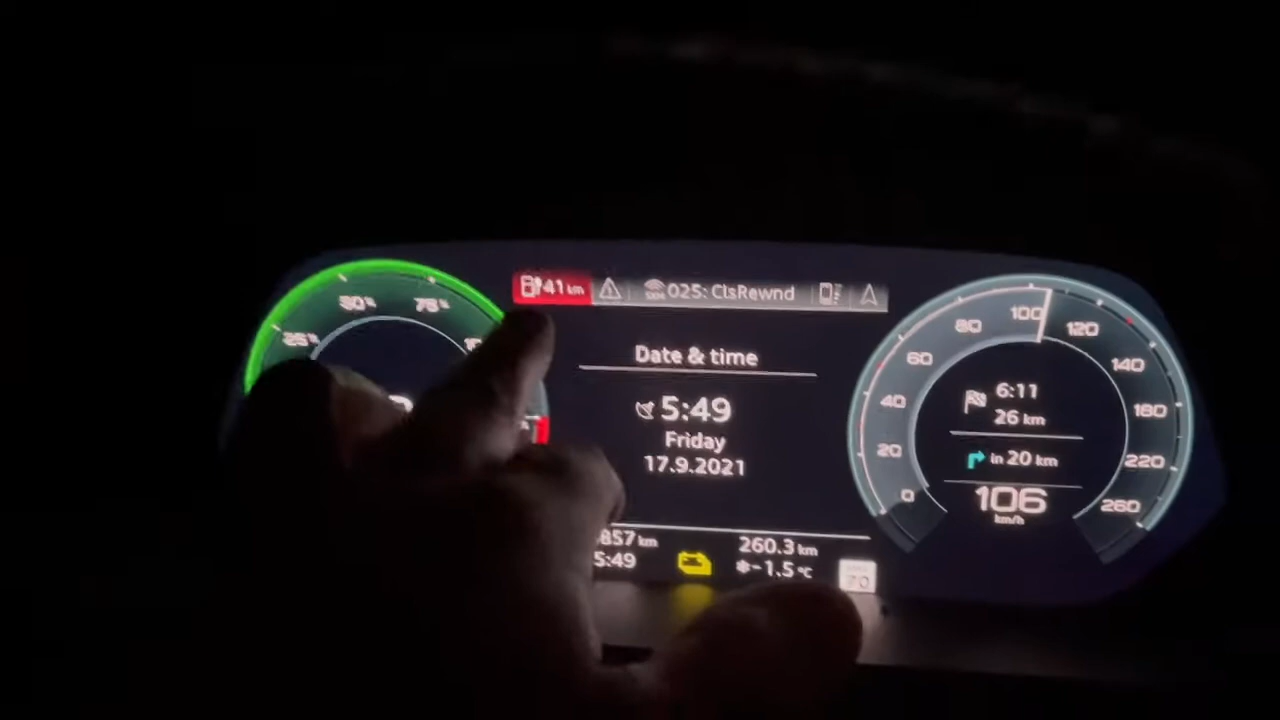 41 km
025: ClsRewnd
25%
50%
75%
Date & time
5:49
Friday
17.9.2021
857 km
5:49
260.3 km
-1.5 °C
70
0
20
40
60
80
100
120
140
180
220
260
6:11
26 km
in 20 km
106
km/h